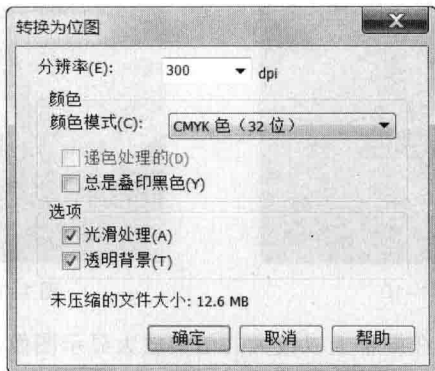 转换为位图
分辨率(E): 300 dpi
颜色
颜色模式(C): CMYK 色（32 位）
递色处理的(D)
总是叠印黑色(Y)
选项
光滑处理(A)
透明背景(T)
未压缩的文件大小: 12.6 MB
确定 取消 帮助